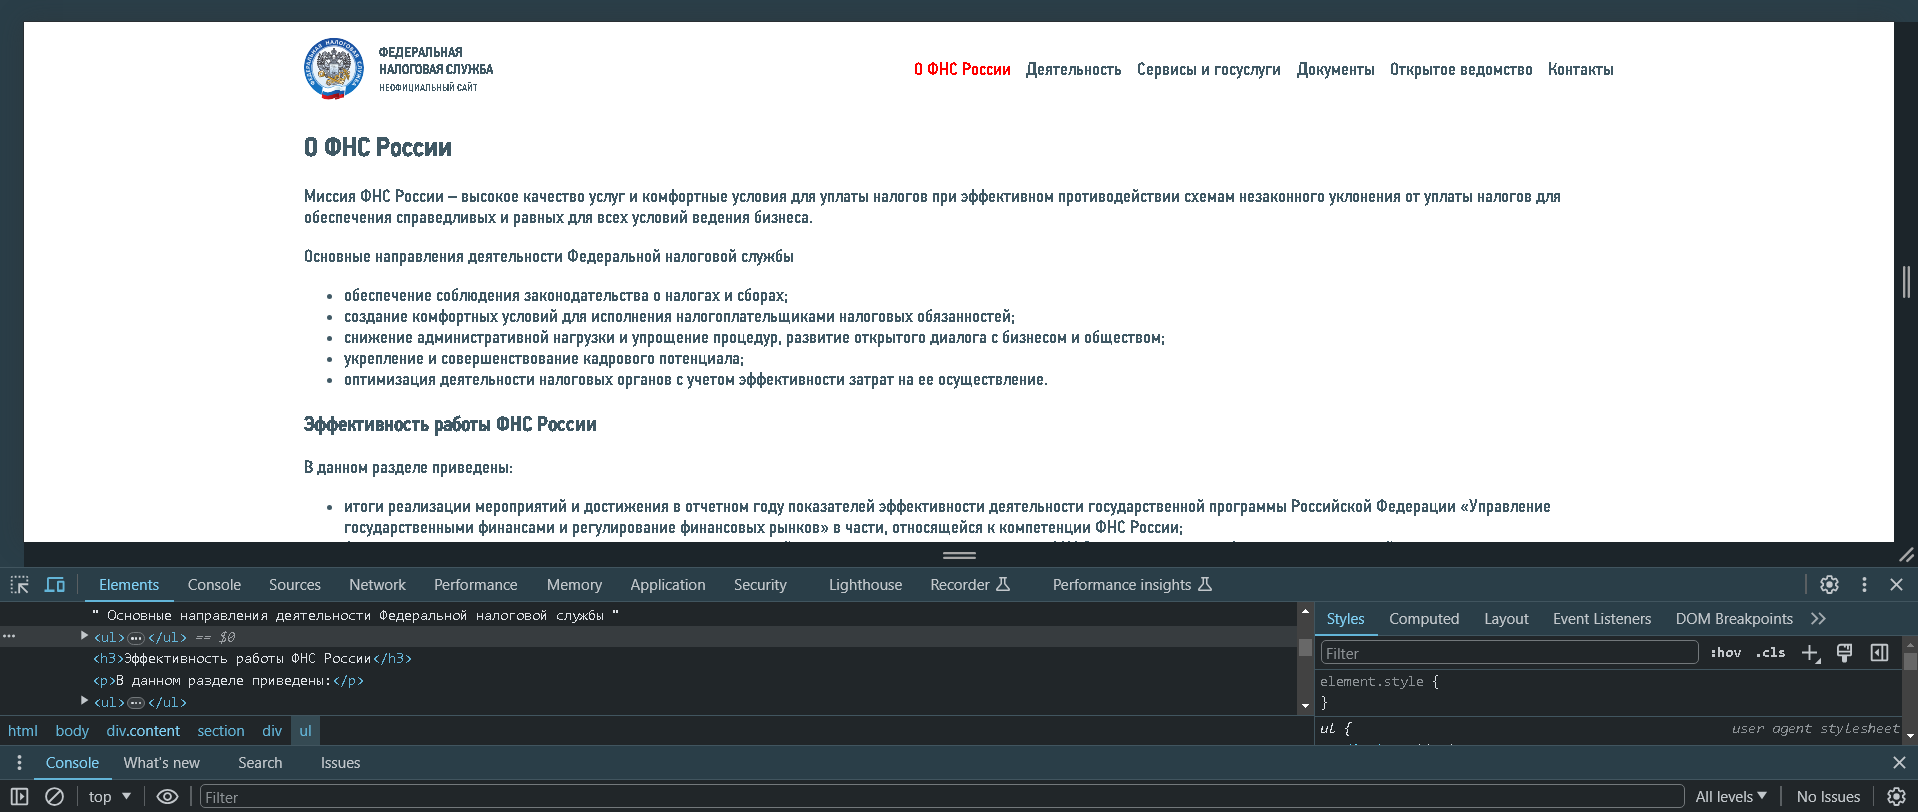 ФЕДЕРАЛЬНАЯ
НАЛОГОВАЯ СЛУЖБА
НЕОФИЦИАЛЬНЫЙ САЙТ
О ФНС России Деятельность Сервисы и госуслуги Документы Открытое ведомство Контакты
О ФНС России
Миссия ФНС России – высокое качество услуг и комфортные условия для уплаты налогов при эффективном противодействии схемам незаконного уклонения от уплаты налогов для
обеспечения справедливых и равных для всех условий ведения бизнеса.
Основные направления деятельности Федеральной налоговой службы
• обеспечение соблюдения законодательства о налогах и сборах;
• создание комфортных условий для исполнения налогоплательщиками налоговых обязанностей;
• снижение административной нагрузки и упрощение процедур, развитие открытого диалога с бизнесом и обществом;
• укрепление и совершенствование кадрового потенциала;
• оптимизация деятельности налоговых органов с учетом эффективности затрат на ее осуществление.
Эффективность работы ФНС России
В данном разделе приведены:
• итоги реализации мероприятий и достижения в отчетном году показателей эффективности деятельности государственной программы Российской Федерации «Управление
государственными финансами и регулирование финансовых рынков» в части, относящейся к компетенции ФНС России;
Elements Console Sources Network Performance Memory Application Security Lighthouse Recorder Performance insights
" Основные направления деятельности Федеральной налоговой службы "
<ul>…</ul> == $0
<h3>Эффективность работы ФНС России</h3>
<p>В данном разделе приведены:</p>
<ul>…</ul>
html body div.content section div ul
Styles Computed Layout Event Listeners DOM Breakpoints
Filter :hov .cls
element.style {
}
ul { user agent stylesheet
Console What's new Search Issues
top Filter All levels No Issues